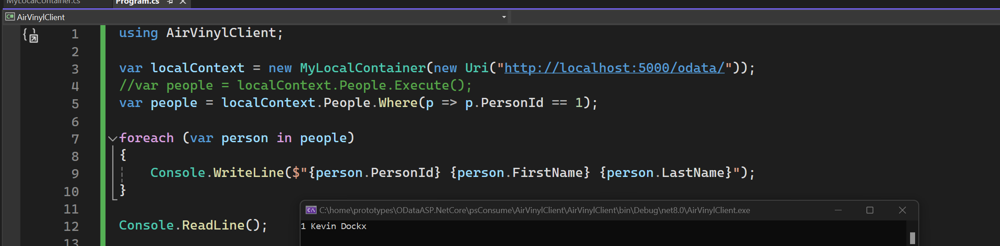 MyLocalContainer.cs Program.cs
C# AirVinylClient
1 using AirVinylClient;
2
3 var localContext = new MyLocalContainer(new Uri("http://localhost:5000/odata/"));
4 //var people = localContext.People.Execute();
5 var people = localContext.People.Where(p => p.PersonId == 1);
6
7 foreach (var person in people)
8 {
9 Console.WriteLine($"{person.PersonId} {person.FirstName} {person.LastName}");
10 }
11
12 Console.ReadLine();
13
C:\home\prototypes\ODataASP.NetCore\psConsume\AirVinylClient\AirVinylClient\bin\Debug\net8.0\AirVinylClient.exe
1 Kevin Dockx